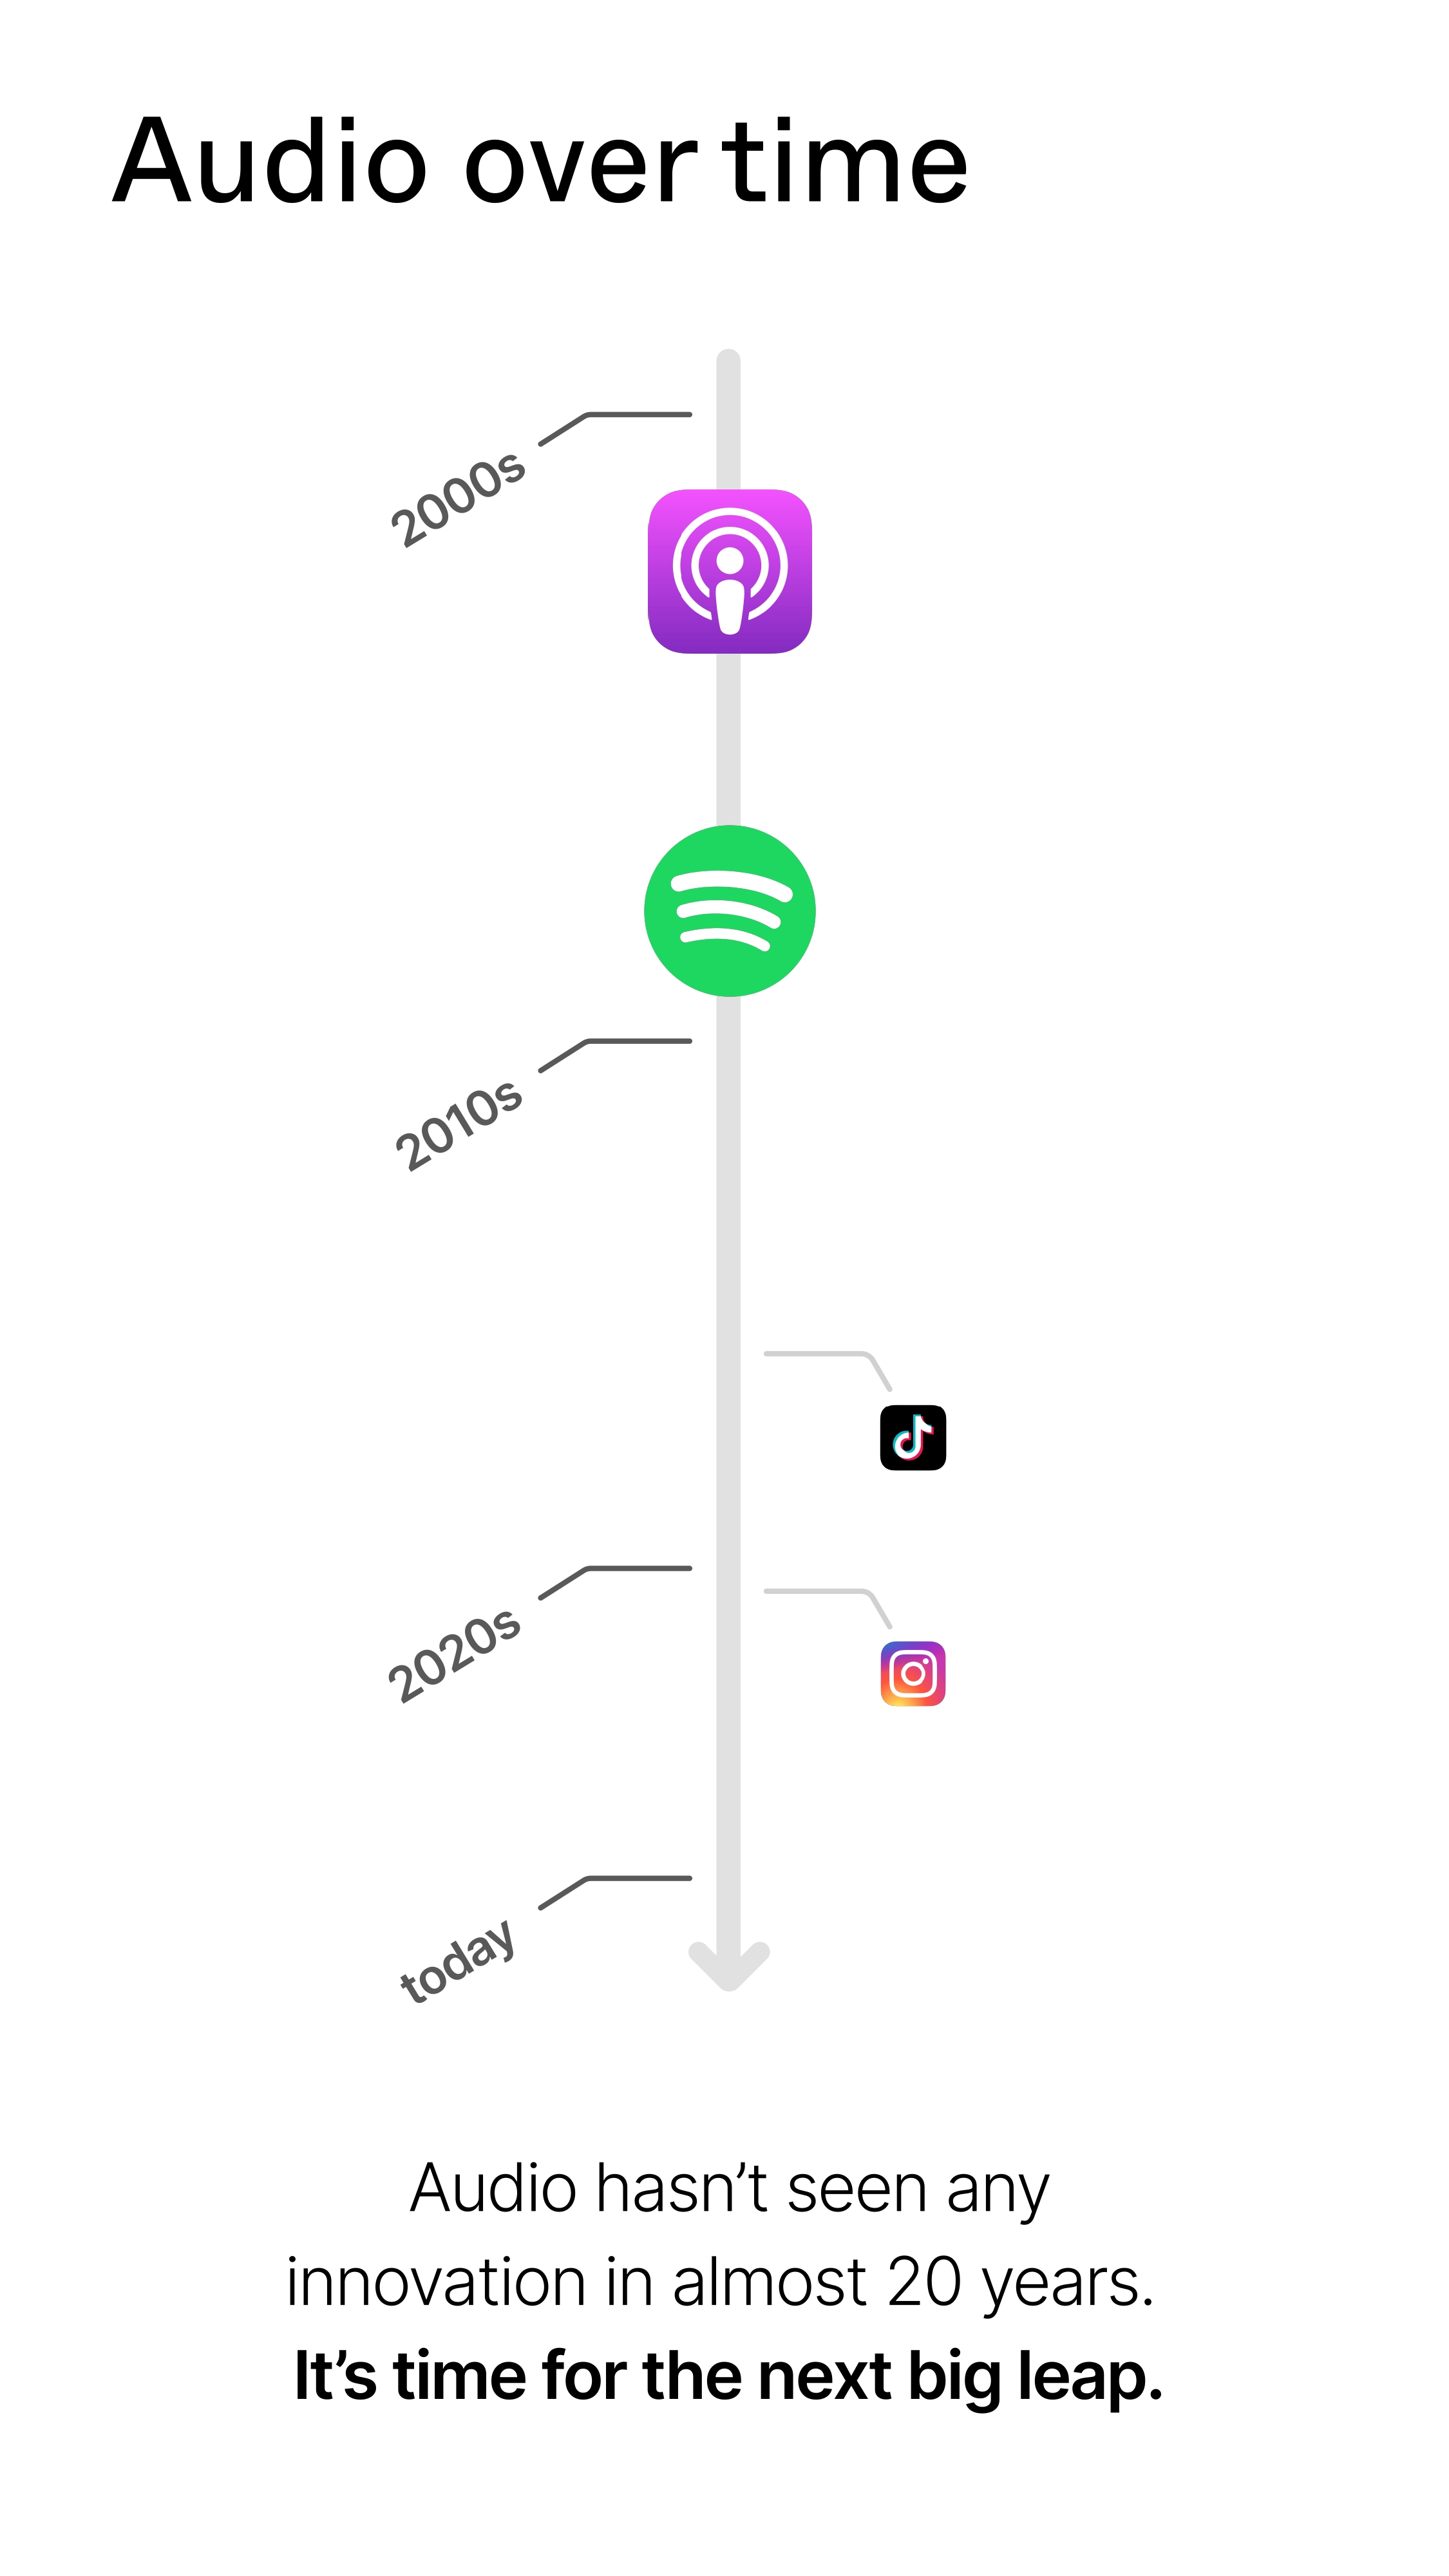 Audio over time
2000s
2010s
2020s
today
Audio hasn’t seen any
innovation in almost 20 years.
It’s time for the next big leap.